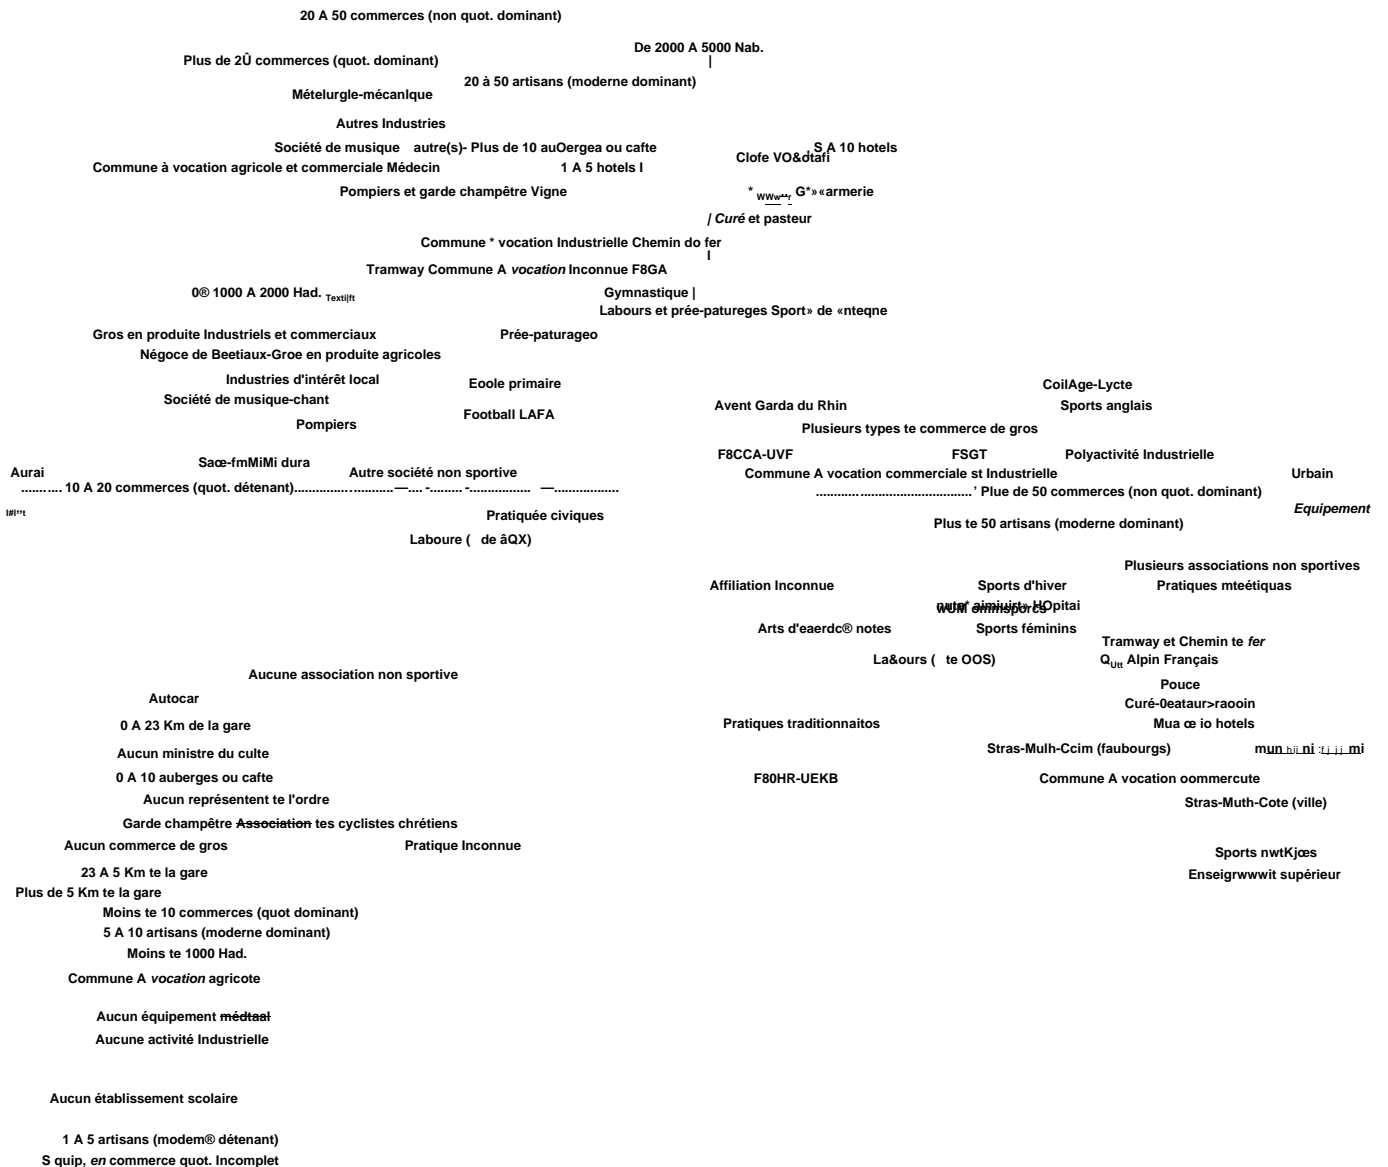 20 A 50 commerces (non quot. dominant)
De 2000 A 5000 Nab.
Plus de 2Û commerces (quot. dominant)
|
20 à 50 artisans (moderne dominant)
Mételurgle-mécanIque
Autres Industries
Société de musique autre(s)- Plus de 10 auOergea ou cafte
, S A 10 hotels
Clofe VO&otafi
Commune à vocation agricole et commerciale Médecin 1 A 5 hotels I
Pompiers et garde champêtre Vigne
G*»«armerie
| Curé et pasteur
Commune * vocation Industrielle Chemin do fer
I
Tramway Commune A vocation Inconnue F8GA
0® 1000 A 2000 Had. Texti|ft
Gymnastique |
Labours et prée-patureges Sport» de «nteqne
Gros en produite Industriels et commerciaux Prée-paturageo
Négoce de Beetiaux-Groe en produite agricoles
Industries d'intérêt local
Eoole primaire
CoilAge-Lycte
Société de musique-chant
Avent Garda du Rhin
Sports anglais
Football LAFA
Pompiers
Plusieurs types te commerce de gros
F8CCA-UVF FSGT Polyactivité Industrielle
Saœ-fmMiMi dura
Aurai
Autre société non sportive
Commune A vocation commerciale st Industrielle
Urbain
.......... 10 A 20 commerces (quot. détenant)..........................—.... -......... -................. —..................
.......................................' Plue de 50 commerces (non quot. dominant)
Equipement
I#I”t
Pratiquée civiques
Plus te 50 artisans (moderne dominant)
Laboure ( de âQX)
Plusieurs associations non sportives
Affiliation Inconnue Sports d'hiver Pratiques mteétiquas
HOpitai
Arts d'eaerdc® notes Sports féminins
Tramway et Chemin te fer
La&ours ( te OOS)
QUtt Alpin Français
Aucune association non sportive
Pouce
Autocar
Curé-0eataur>raooin
0 A 23 Km de la gare
Pratiques traditionnaitos
Mua œ io hotels
Aucun ministre du culte
Stras-Mulh-Ccim (faubourgs)
0 A 10 auberges ou cafte
F80HR-UEKB
Commune A vocation oommercute
Aucun représentent te l'ordre
Stras-Muth-Cote (ville)
Garde champêtre Association tes cyclistes chrétiens
Aucun commerce de gros Pratique Inconnue
Sports nwtKjœs
23 A 5 Km te la gare
Enseigrwwwit supérieur
Plus de 5 Km te la gare
Moins te 10 commerces (quot dominant)
5 A 10 artisans (moderne dominant)
Moins te 1000 Had.
Commune A vocation agricote
Aucun équipement médtaal
Aucune activité Industrielle
Aucun établissement scolaire
1 A 5 artisans (modem® détenant)
S quip, en commerce quot. Incomplet